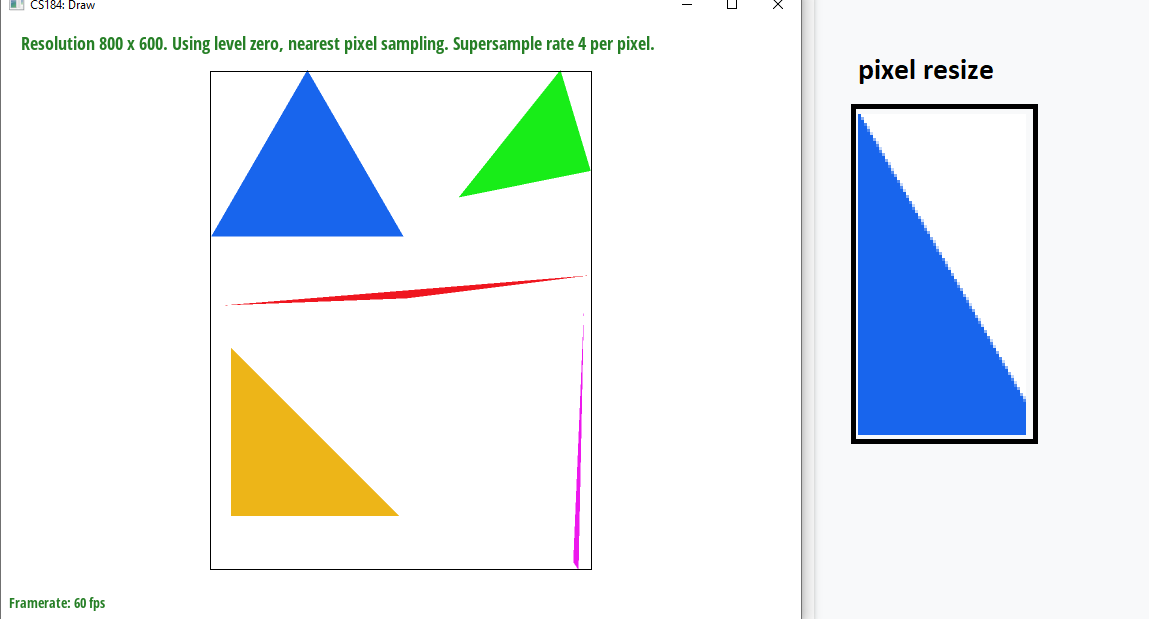 CS184: Draw
Resolution 800 x 600. Using level zero, nearest pixel sampling. Supersample rate 4 per pixel.
pixel resize
Framerate: 60 fps